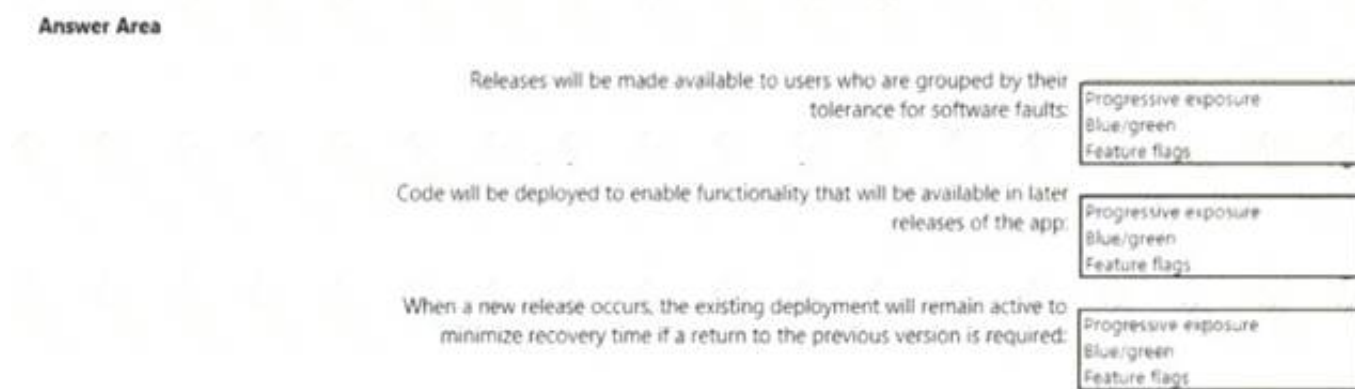 Answer Area
Releases will be made available to users who are grouped by their
tolerance for software faults:
Progressive exposure
Blue/green
Feature flags
Code will be deployed to enable functionality that will be available in later
releases of the app:
Progressive exposure
Blue/green
Feature flags
When a new release occurs, the existing deployment will remain active to
minimize recovery time if a return to the previous version is required:
Progressive exposure
Blue/green
Feature flags